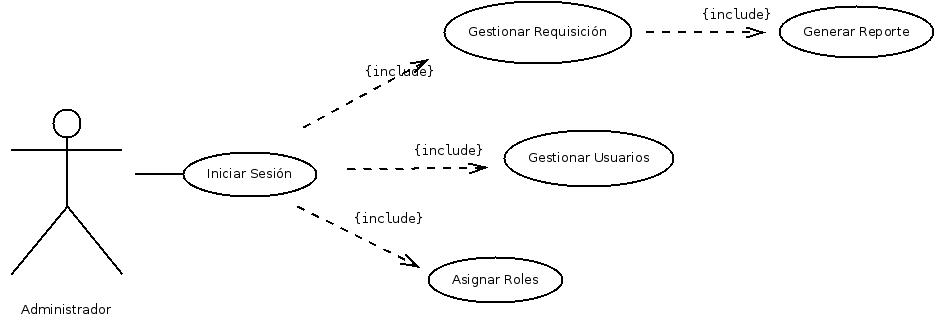 {include}
Gestionar Requisición
Generar Reporte
{include}
{include}
Gestionar Usuarios
Iniciar Sesión
{include}
Asignar Roles
Administrador